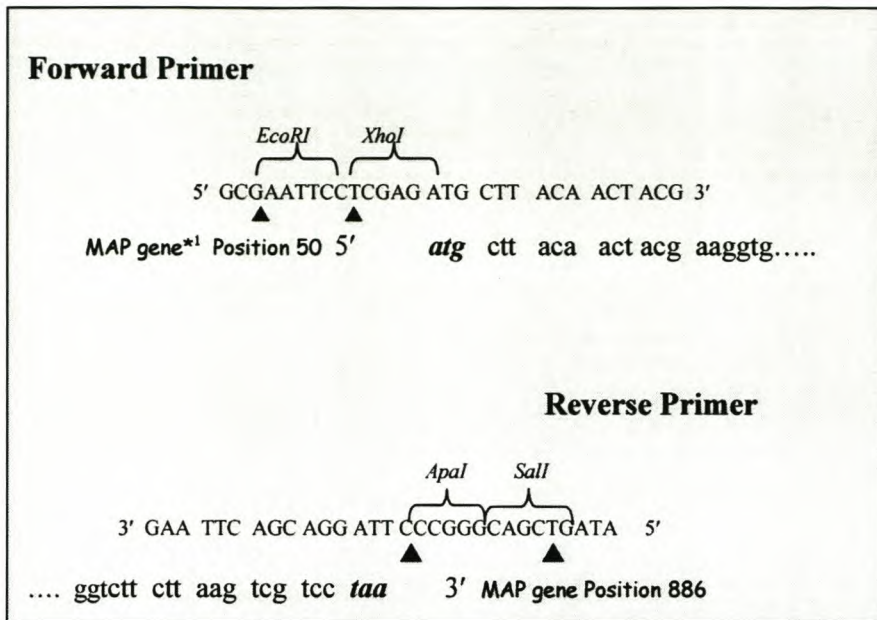 Forward Primer
EcoRI XhoI
5' GCGAATTCCTCGAGATG CTT ACA ACT ACG 3'
MAP gene*¹ Position 50 5' atg ctt aca act acg aaggtg.....
Reverse Primer
ApaI SalI
3' GAA TTC AGC AGG ATT CCCGGGCAGCTGATA 5'
.... ggtctt ctt aag tcg tcc taa 3' MAP gene Position 886